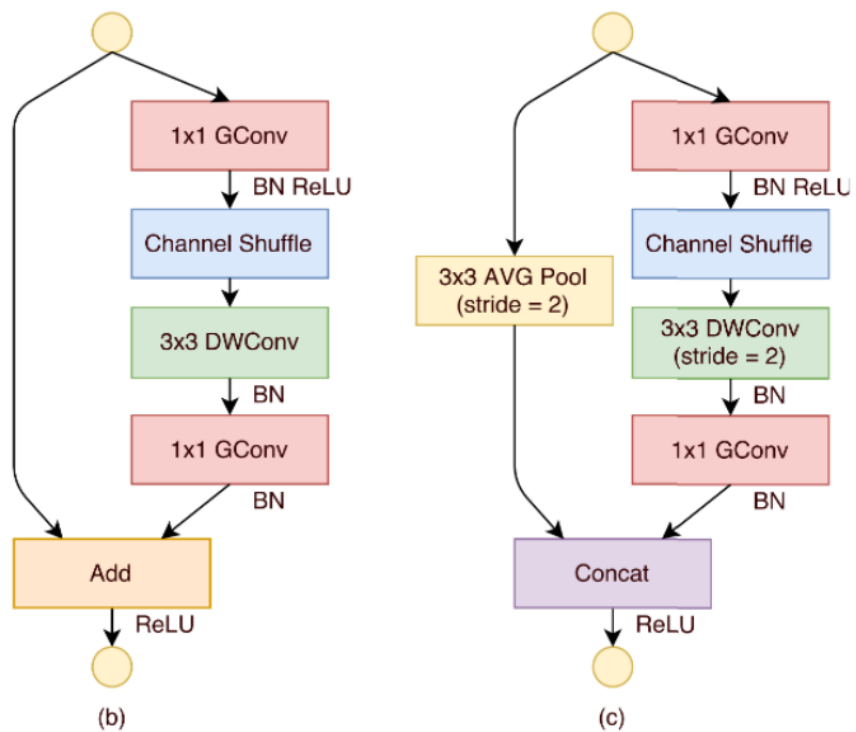 1x1 GConv
BN ReLU
Channel Shuffle
3x3 DWConv
BN
1x1 GConv
BN
Add
ReLU
(b)
1x1 GConv
BN ReLU
Channel Shuffle
3x3 AVG Pool
(stride = 2)
3x3 DWConv
(stride = 2)
BN
1x1 GConv
BN
Concat
ReLU
(c)